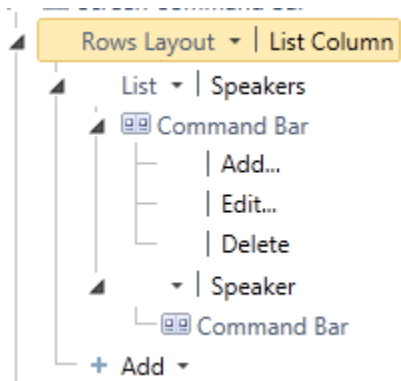 Rows Layout | List Column
List | Speakers
Command Bar
| Add...
| Edit...
| Delete
| Speaker
Command Bar
+ Add